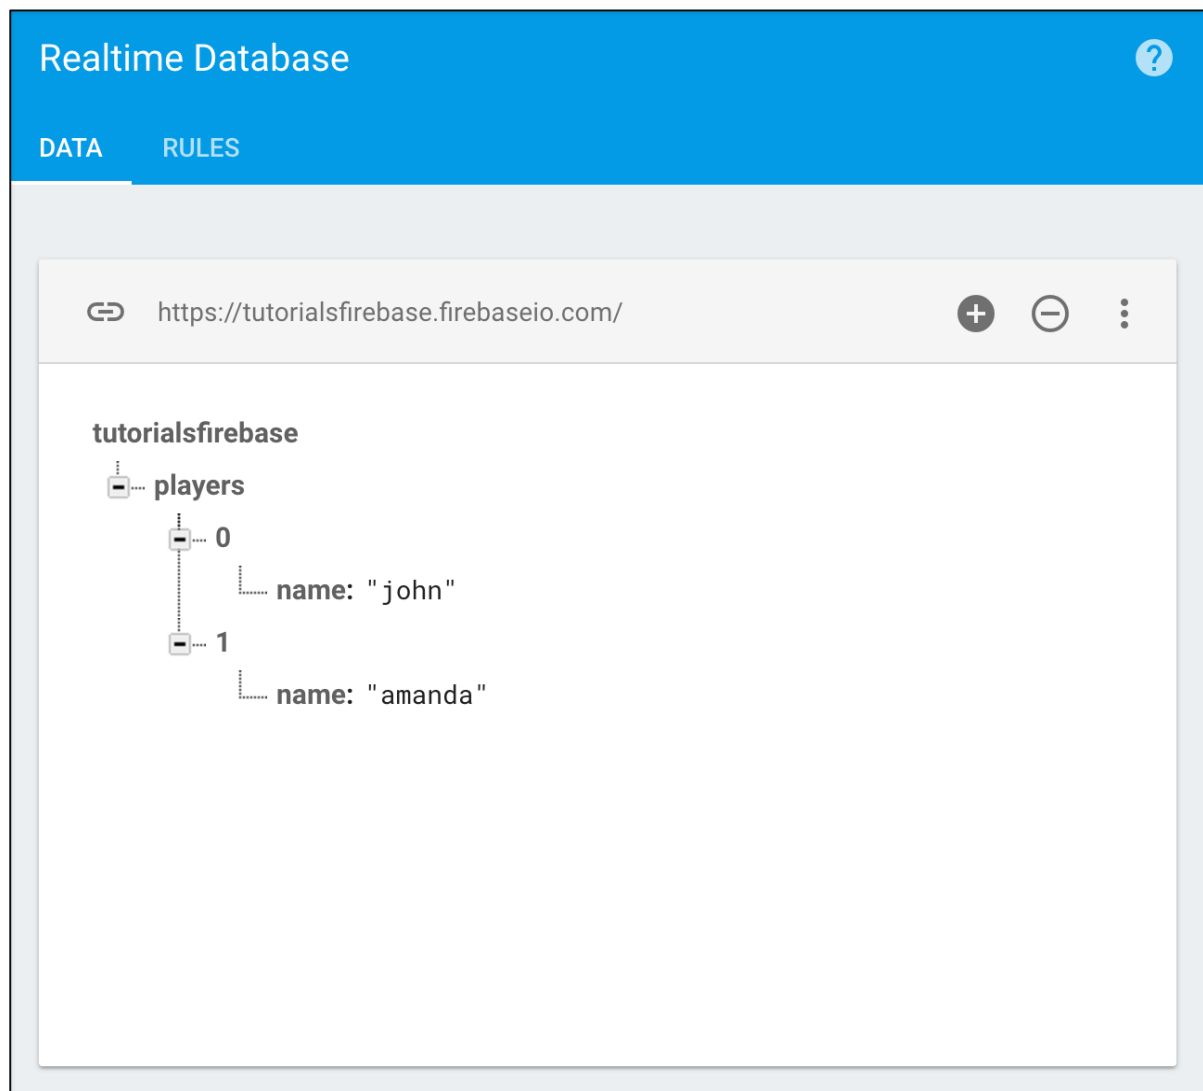 Realtime Database
?
DATA RULES
https://tutorialsfirebase.firebaseio.com/
tutorialsfirebase
players
0
name: "john"
1
name: "amanda"